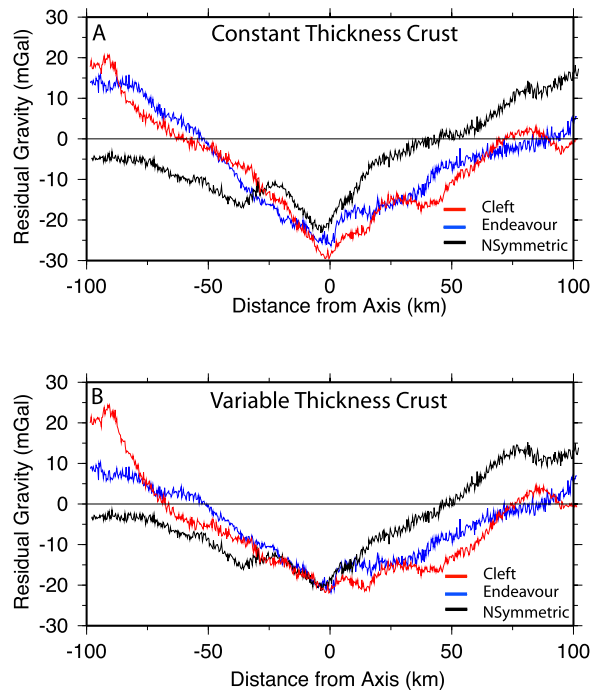 A
Constant Thickness Crust
Residual Gravity (mGal)
30
20
10
0
-10
-20
-30
Cleft
Endeavour
NSymmetric
-100 -50 0 50 100
Distance from Axis (km)
B
Variable Thickness Crust
Residual Gravity (mGal)
30
20
10
0
-10
-20
-30
Cleft
Endeavour
NSymmetric
-100 -50 0 50 100
Distance from Axis (km)